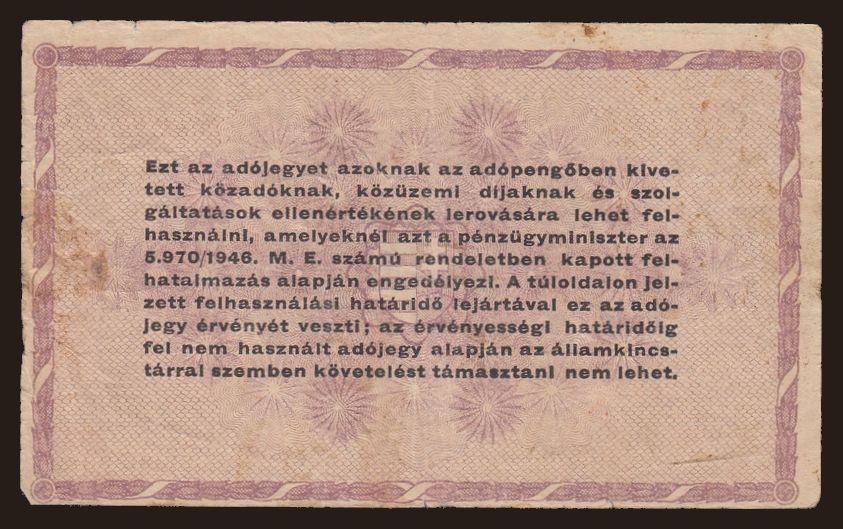 Ezt az adójegyet azoknak az adópengőben kive-
tett közadóknak, közüzemi díjaknak és szol-
gáltatások ellenértékének lerovására lehet fel-
használni, amelyeknél azt a pénzügyminiszter az
5.970/1946. M. E. számú rendeletben kapott fel-
hatalmazás alapján engedélyezi. A túloldalon jel-
zett felhasználási határidő lejártával ez az adó-
jegy érvényét veszti; az érvényességi határidőig
fel nem használt adójegy alapján az államkincs-
tárral szemben követelést támasztani nem lehet.